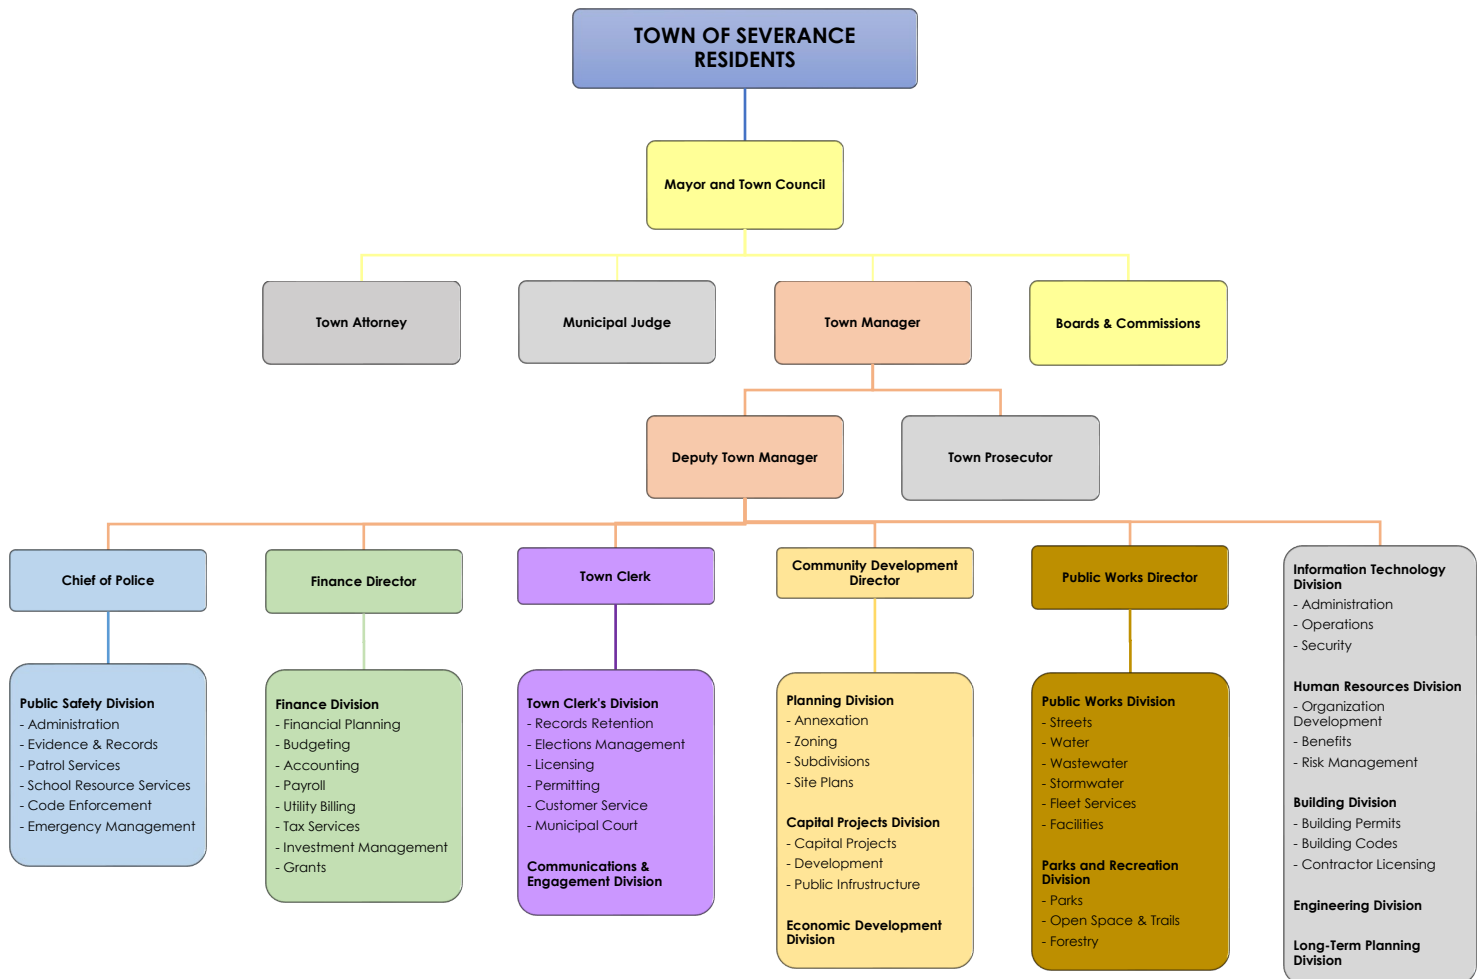 TOWN OF SEVERANCE
RESIDENTS
Mayor and Town Council
Town Attorney
Municipal Judge
Town Manager
Boards & Commissions
Deputy Town Manager
Town Prosecutor
Chief of Police
Finance Director
Town Clerk
Community Development
Director
Public Works Director
Public Safety Division
- Administration
- Evidence & Records
- Patrol Services
- School Resource Services
- Code Enforcement
- Emergency Management
Finance Division
- Financial Planning
- Budgeting
- Accounting
- Payroll
- Utility Billing
- Tax Services
- Investment Management
- Grants
Town Clerk's Division
- Records Retention
- Elections Management
- Licensing
- Permitting
- Customer Service
- Municipal Court
Communications &
Engagement Division
Planning Division
- Annexation
- Zoning
- Subdivisions
- Site Plans
Capital Projects Division
- Capital Projects
- Development
- Public Infrustructure
Economic Development
Division
Public Works Division
- Streets
- Water
- Wastewater
- Stormwater
- Fleet Services
- Facilities
Parks and Recreation
Division
- Parks
- Open Space & Trails
- Forestry
Information Technology
Division
- Administration
- Operations
- Security
Human Resources Division
- Organization
Development
- Benefits
- Risk Management
Building Division
- Building Permits
- Building Codes
- Contractor Licensing
Engineering Division
Long-Term Planning
Division